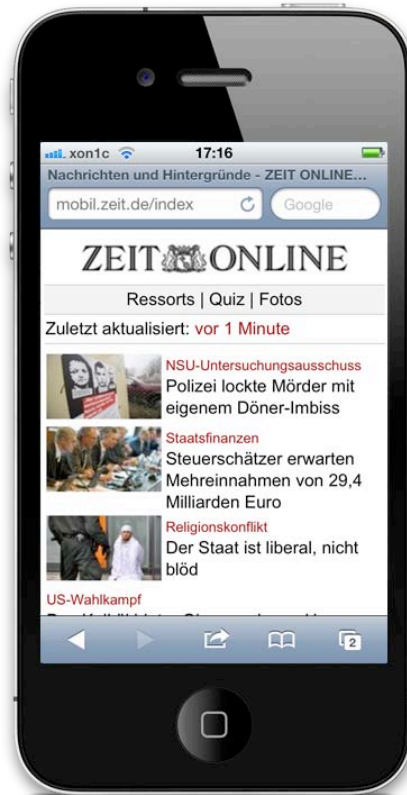 xon1c 17:16
Nachrichten und Hintergründe - ZEIT ONLINE...
mobil.zeit.de/index Google
ZEIT ONLINE
Ressorts | Quiz | Fotos
Zuletzt aktualisiert: vor 1 Minute
NSU-Untersuchungsausschuss
Polizei lockte Mörder mit
eigenem Döner-Imbiss
Staatsfinanzen
Steuerschätzer erwarten
Mehreinnahmen von 29,4
Milliarden Euro
Religionskonflikt
Der Staat ist liberal, nicht
blöd
US-Wahlkampf
2